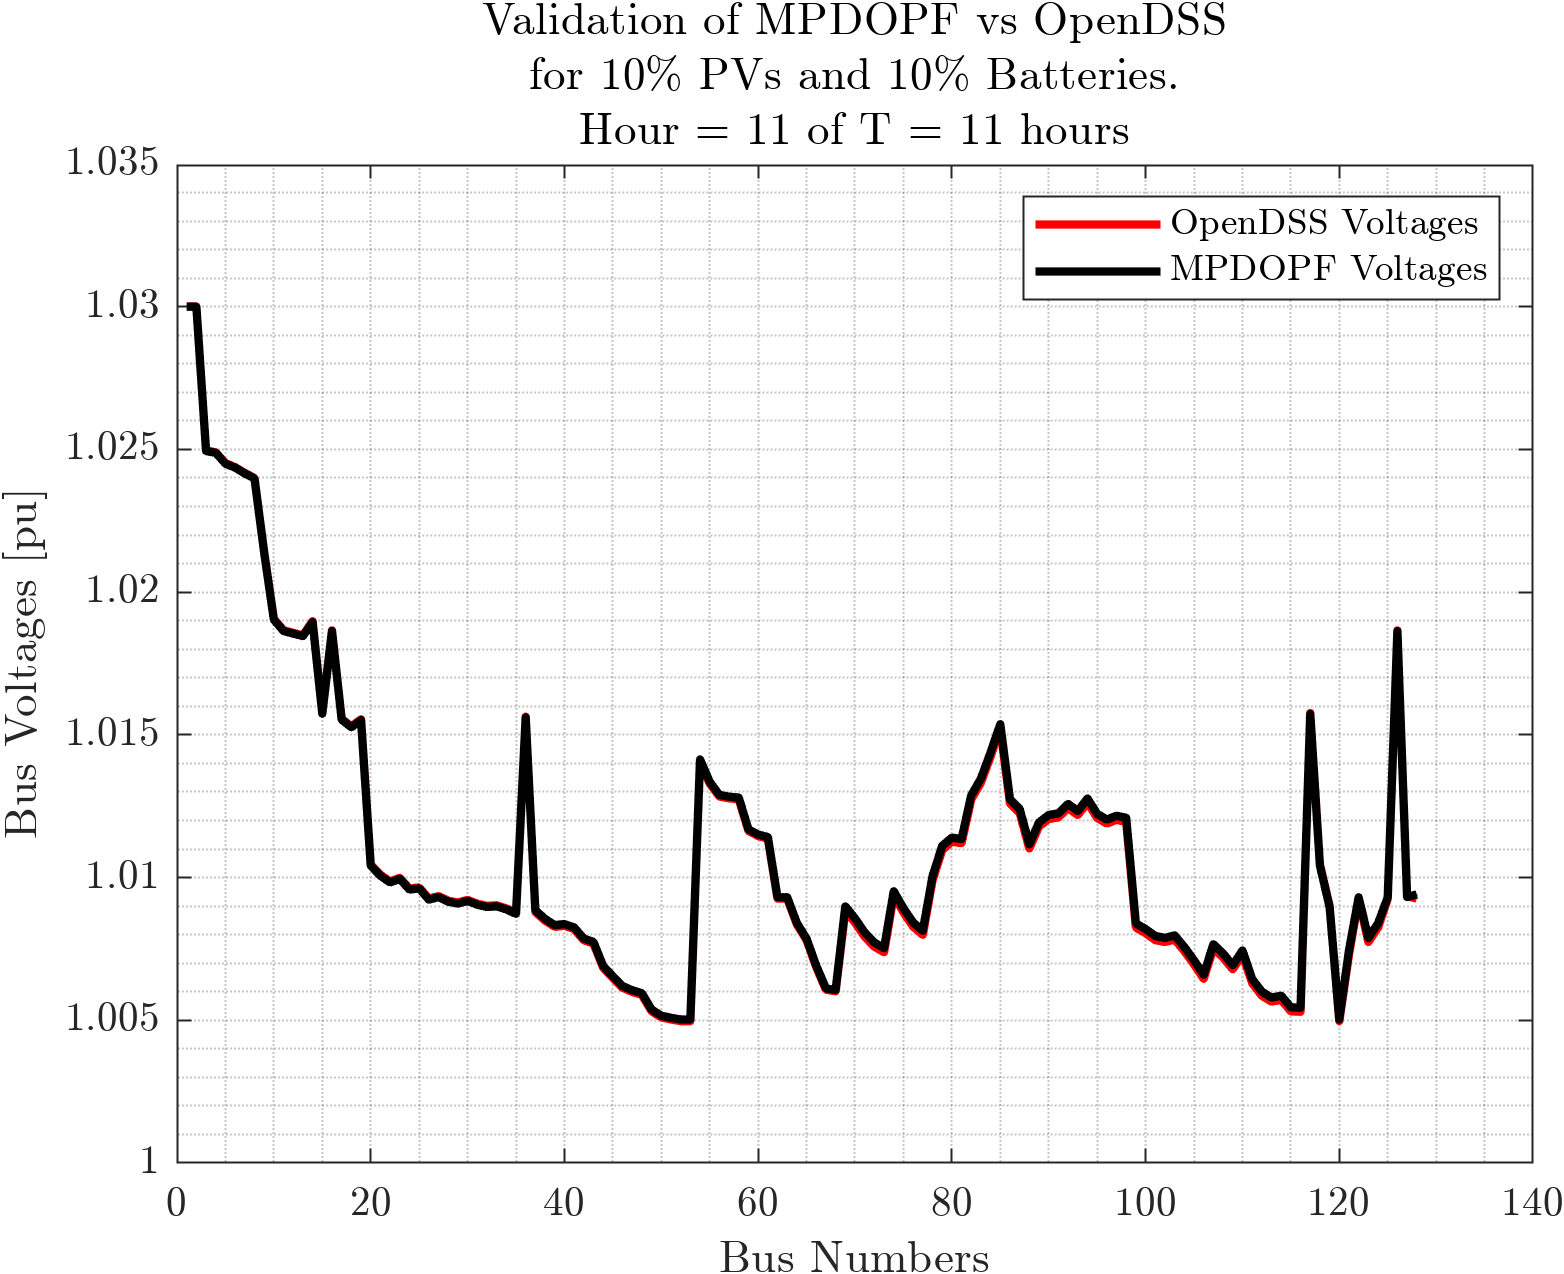 Validation of MPDOPF vs OpenDSS
for 10% PVs and 10% Batteries.
Hour = 11 of T = 11 hours
1.035
1.03
1.025
1.02
1.015
1.01
1.005
1
Bus Voltages [pu]
OpenDSS Voltages
MPDOPF Voltages
0 20 40 60 80 100 120 140
Bus Numbers